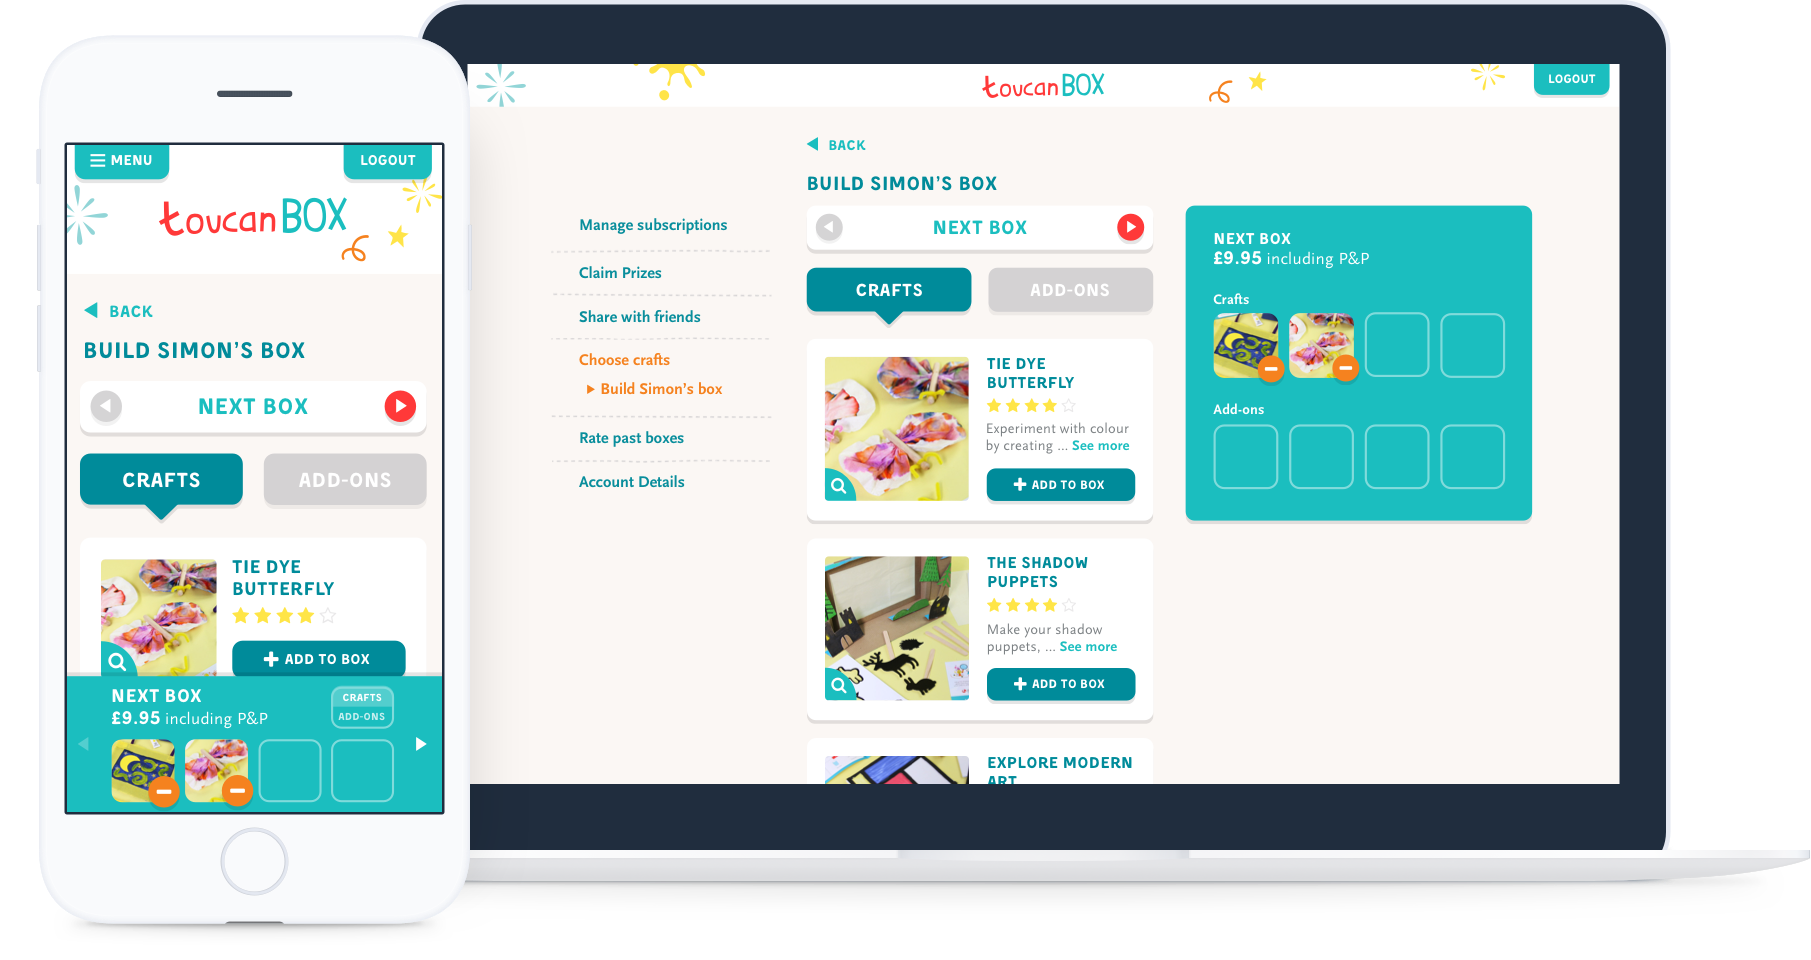 MENU
LOGOUT
toucanBOX
BACK
BUILD SIMON'S BOX
NEXT BOX
CRAFTS
ADD-ONS
TIE DYE
BUTTERFLY
ADD TO BOX
NEXT BOX
£9.95 including P&P
CRAFTS
ADD-ONS
toucanBOX
LOGOUT
BACK
BUILD SIMON'S BOX
Manage subscriptions
Claim Prizes
Share with friends
Choose crafts
Build Simon's box
Rate past boxes
Account Details
NEXT BOX
CRAFTS
ADD-ONS
TIE DYE
BUTTERFLY
Experiment with colour
by creating ... See more
ADD TO BOX
THE SHADOW
PUPPETS
Make your shadow
puppets, ... See more
ADD TO BOX
EXPLORE MODERN
ART
NEXT BOX
£9.95 including P&P
Crafts
Add-ons